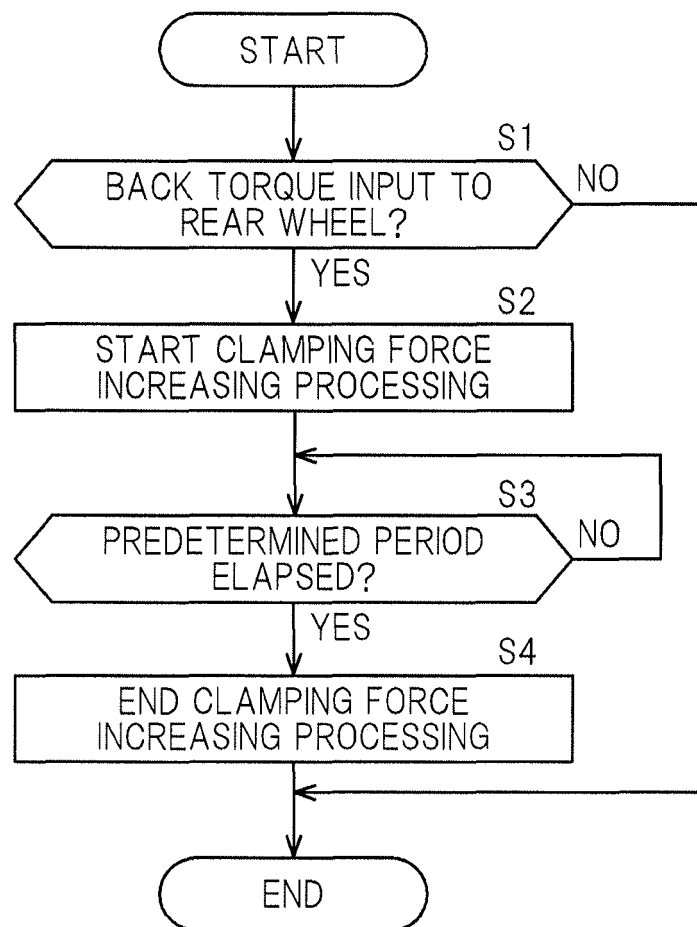 START
S1
BACK TORQUE INPUT TO
REAR WHEEL?
NO
YES
S2
START CLAMPING FORCE
INCREASING PROCESSING
S3
PREDETERMINED PERIOD
ELAPSED?
NO
YES
S4
END CLAMPING FORCE
INCREASING PROCESSING
END